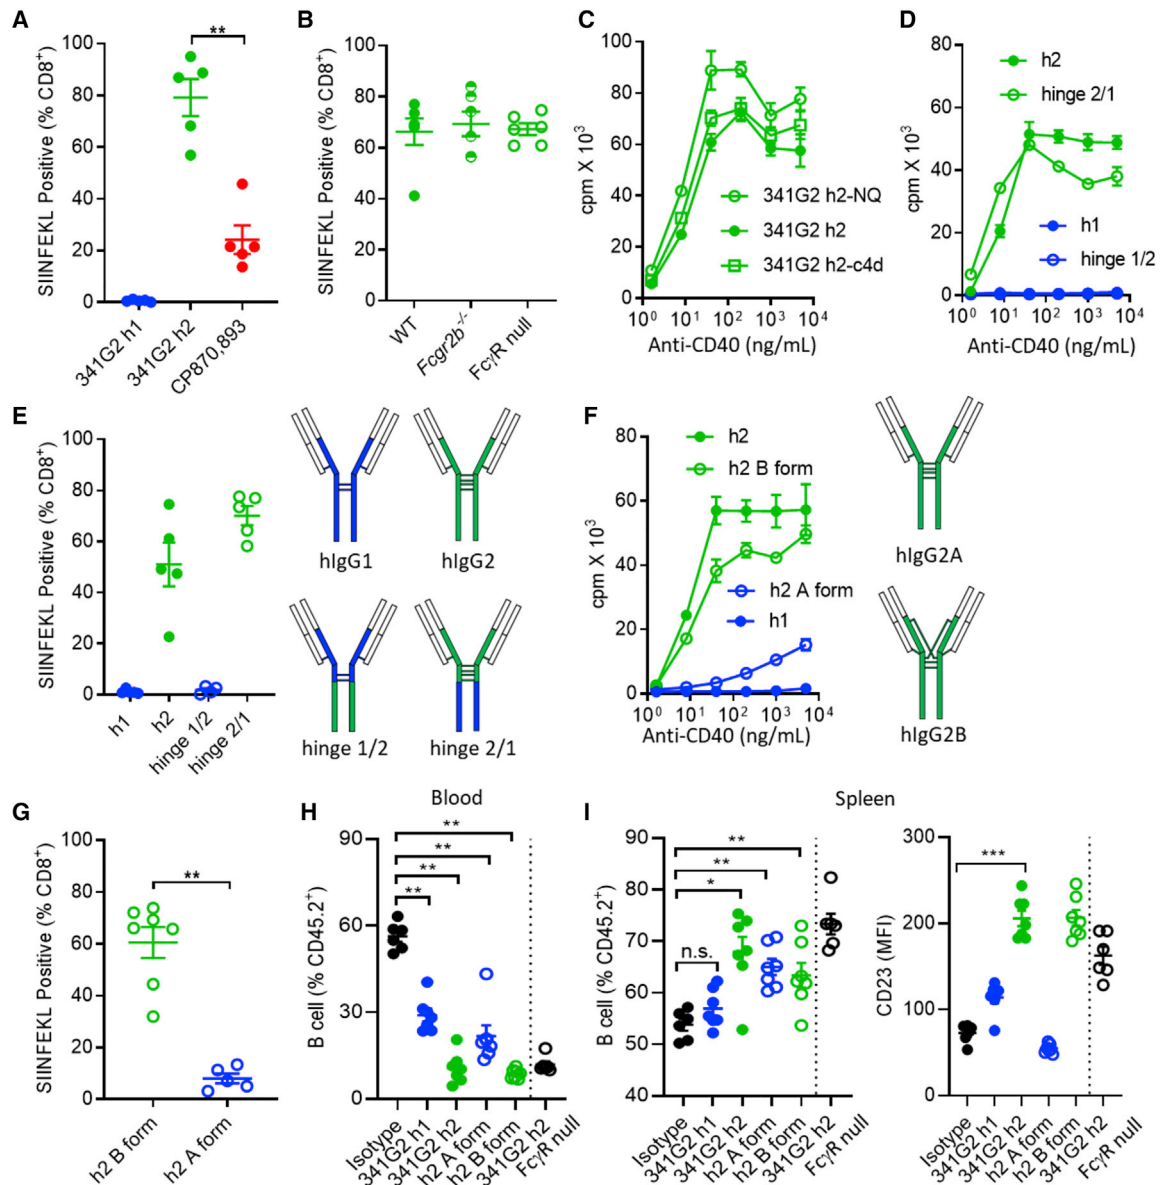 A
SIINFEKL Positive (% CD8⁺)
100
80
60
40
20
0
**
341G2 h1
341G2 h2
CP870,893
B
SIINFEKL Positive (% CD8⁺)
100
80
60
40
20
0
WT
Fcgr2b⁻/⁻
FcγR null
C
cpm X 10³
100
80
60
40
20
0
341G2 h2-NQ
341G2 h2
341G2 h2-c4d
10⁰ 10¹ 10² 10³ 10⁴
Anti-CD40 (ng/mL)
D
cpm X 10³
80
60
40
20
0
h2
hinge 2/1
h1
hinge 1/2
10⁰ 10¹ 10² 10³ 10⁴
Anti-CD40 (ng/mL)
E
SIINFEKL Positive (% CD8⁺)
100
80
60
40
20
0
h1
h2
hinge 1/2
hinge 2/1
hIgG1
hIgG2
hinge 1/2
hinge 2/1
F
cpm X 10³
80
60
40
20
0
h2
h2 B form
h2 A form
h1
10⁰ 10¹ 10² 10³ 10⁴
Anti-CD40 (ng/mL)
hIgG2A
hIgG2B
G
SIINFEKL Positive (% CD8⁺)
100
80
60
40
20
0
**
h2 B form
h2 A form
H
Blood
B cell (% CD45.2⁺)
90
60
30
0
**
**
**
**
Isotype
341G2 h1
341G2 h2
h2 A form
h2 B form
341G2 h2
FcγR null
I
Spleen
B cell (% CD45.2⁺)
90
80
70
60
50
40
**
**
*
n.s.
Isotype
341G2 h1
341G2 h2
h2 A form
h2 B form
341G2 h2
FcγR null
CD23 (MFI)
300
200
100
0
***
Isotype
341G2 h1
341G2 h2
h2 A form
h2 B form
341G2 h2
FcγR null